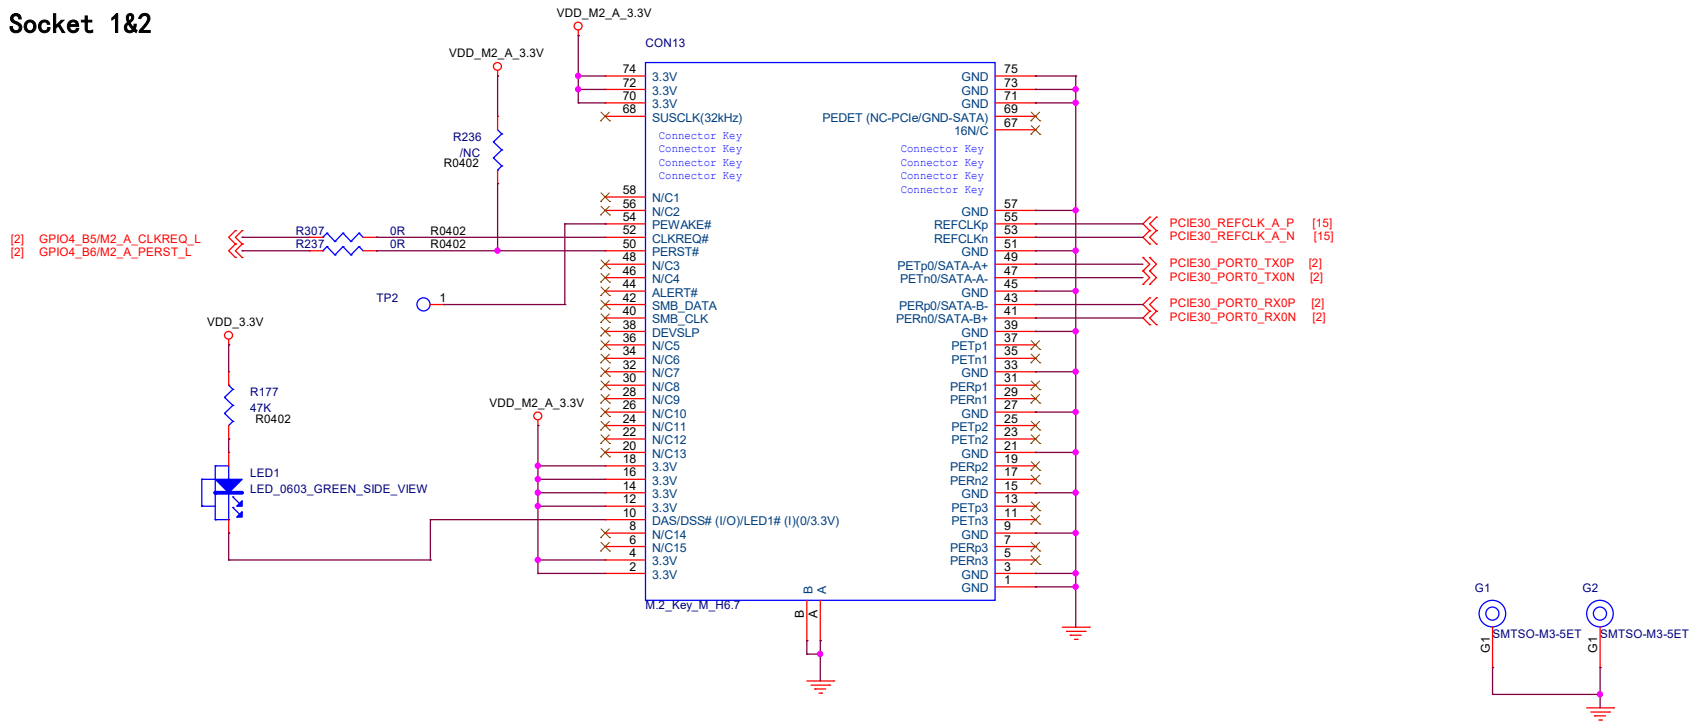 Socket 1&2
VDD_M2_A_3.3V
VDD_M2_A_3.3V
CON13
R236
/NC
R0402
[2] GPIO4_B5/M2_A_CLKREQ_L
R307 0R R0402
[2] GPIO4_B6/M2_A_PERST_L
R237 0R R0402
TP2 1
VDD_3.3V
R177
47K
R0402
LED1
LED_0603_GREEN_SIDE_VIEW
VDD_M2_A_3.3V
74 3.3V
72 3.3V
70 3.3V
68 SUSCLK(32kHz)
Connector Key
Connector Key
Connector Key
Connector Key
58 N/C1
56 N/C2
54 PEWAKE#
52 CLKREQ#
50 PERST#
48 N/C3
46 N/C4
44 ALERT#
42 SMB_DATA
40 SMB_CLK
38 DEVSLP
36 N/C5
34 N/C6
32 N/C7
30 N/C8
28 N/C9
26 N/C10
24 N/C11
22 N/C12
20 N/C13
18 3.3V
16 3.3V
14 3.3V
12 3.3V
10 DAS/DSS# (I/O)/LED1# (I)(0/3.3V)
8 N/C14
6 N/C15
4 3.3V
2 3.3V
GND 75
GND 73
GND 71
PEDET (NC-PCIe/GND-SATA) 69
16N/C 67
Connector Key
Connector Key
Connector Key
Connector Key
GND 57
REFCLKp 55
REFCLKn 53
GND 51
PETp0/SATA-A+ 49
PETn0/SATA-A- 47
GND 45
PERp0/SATA-B- 43
PERn0/SATA-B+ 41
GND 39
PETp1 37
PETn1 35
GND 33
PERp1 31
PERn1 29
GND 27
PETp2 25
PETn2 23
GND 21
PERp2 19
PERn2 17
GND 15
PETp3 13
PETn3 11
GND 9
PERp3 7
PERn3 5
GND 3
GND 1
B A
B A
M.2_Key_M_H6.7
PCIE30_REFCLK_A_P [15]
PCIE30_REFCLK_A_N [15]
PCIE30_PORT0_TX0P [2]
PCIE30_PORT0_TX0N [2]
PCIE30_PORT0_RX0P [2]
PCIE30_PORT0_RX0N [2]
G1
SMTSO-M3-5ET
G1
G2
SMTSO-M3-5ET
G1